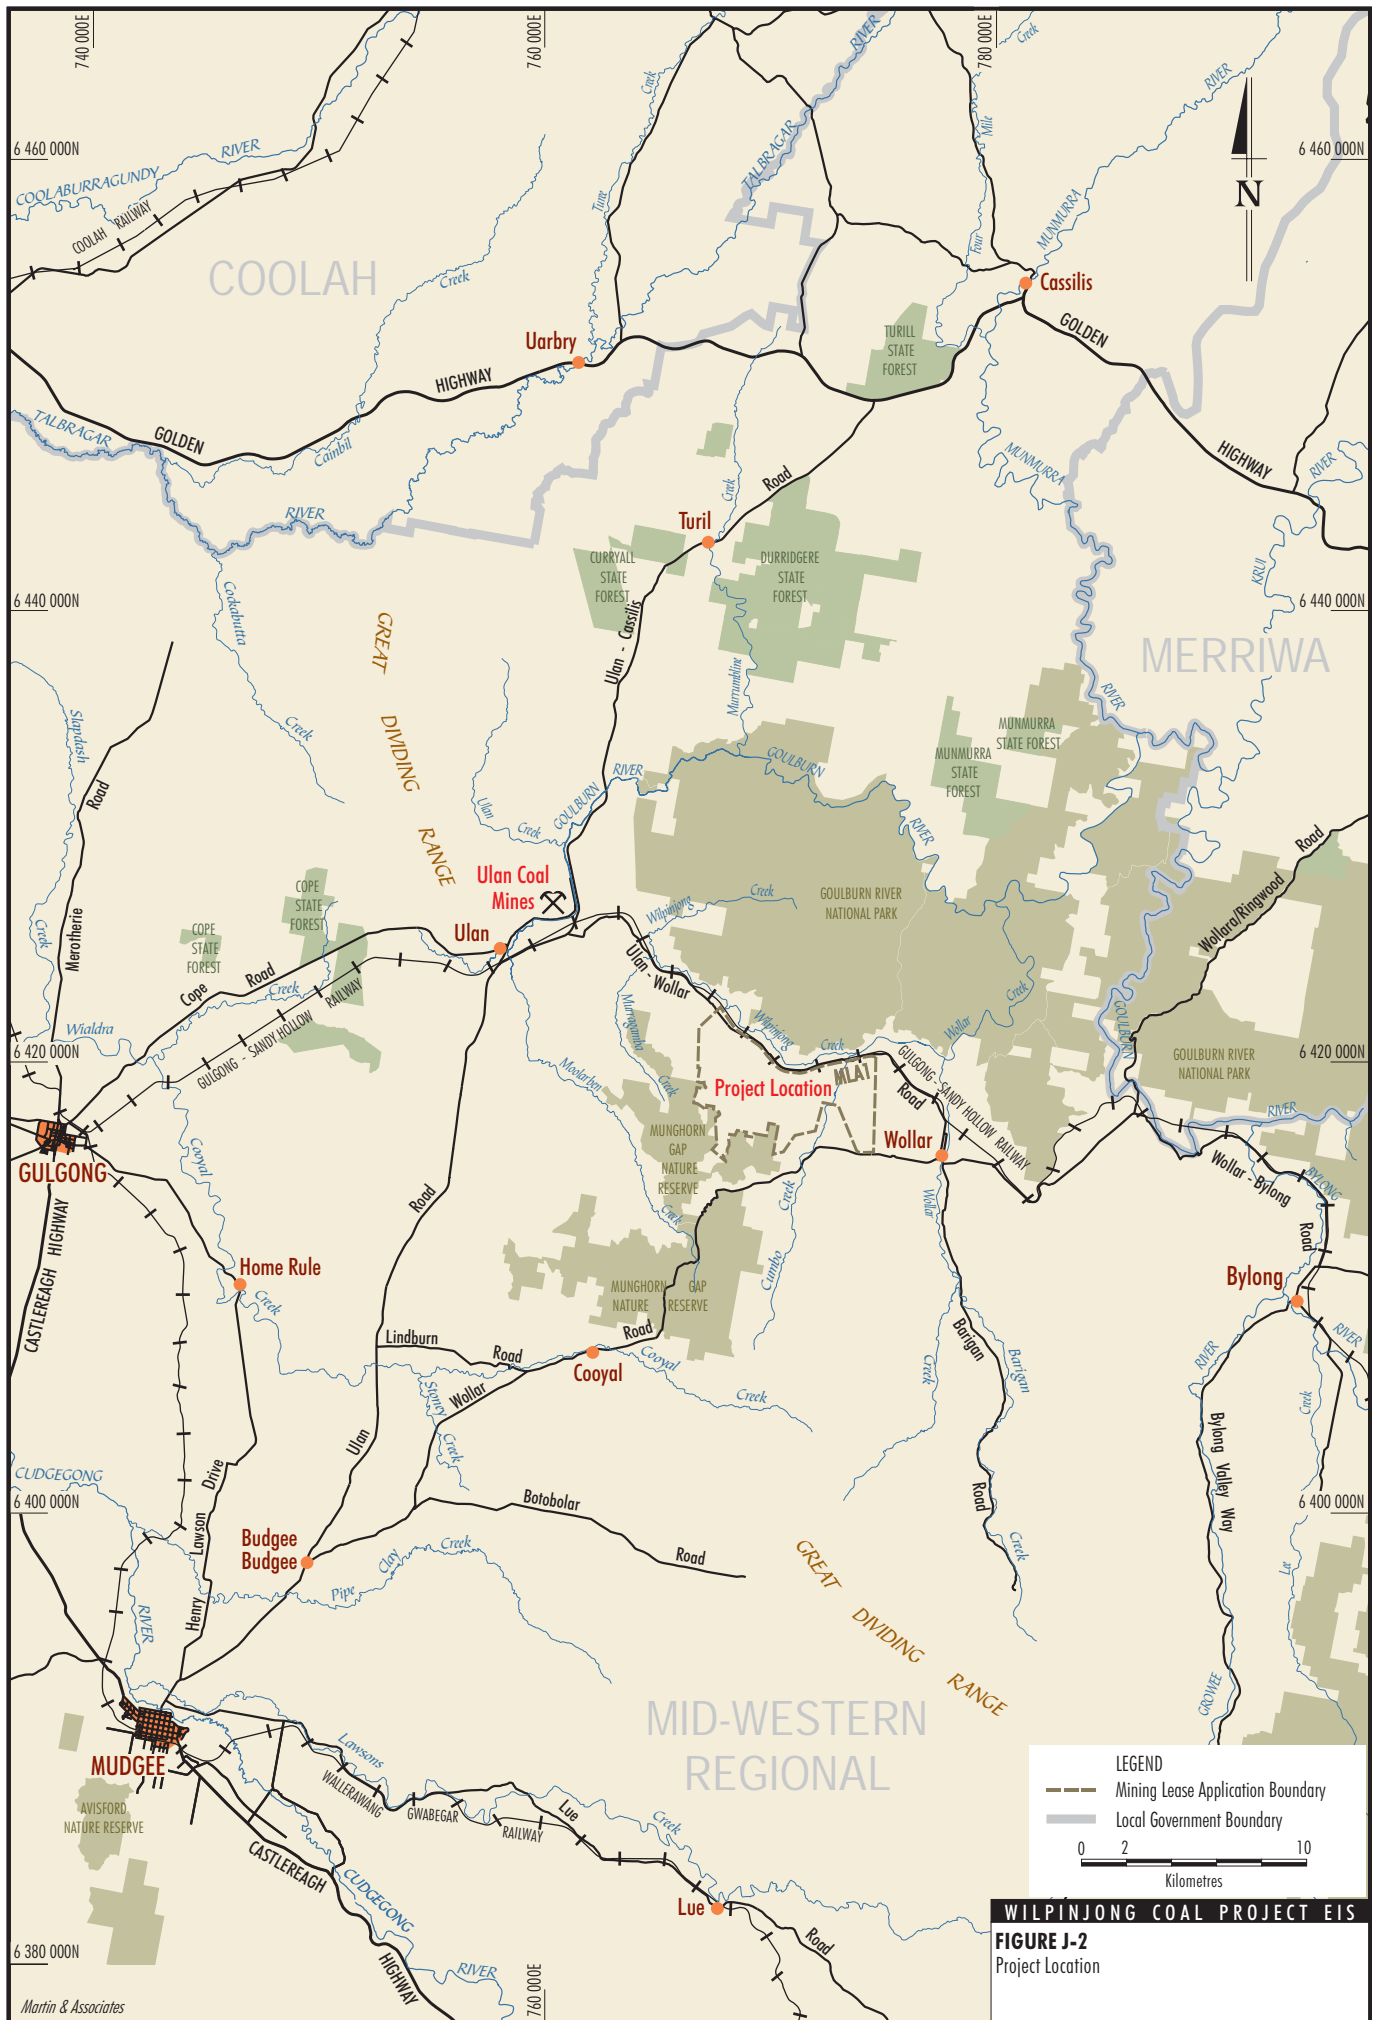 740 000E
760 000E
780 000E
6 460 000N
6 460 000N
COOLABURRAGUNDY RIVER
COOLAH RAILWAY
COOLAH
Creek
Turee
Creek
TALBRAGAR
RIVER
Creek
Mile
Four
MUNMURRA
RIVER
N
Cassilis
GOLDEN
HIGHWAY
Uarbry
HIGHWAY
GOLDEN
TALBRAGAR
RIVER
Cainbil
Creek
TURILL
STATE
FOREST
MUNMURRA
RIVER
KRUI
Turil
Road
Creek
CURRYALL
STATE
FOREST
DURRIDGERE
STATE
FOREST
Ulan - Cassilis
Murrumbline
6 440 000N
6 440 000N
MERRIWA
Cockabutta
Creek
GREAT
DIVIDING
RANGE
Slapdash
Creek
Merotherie
Road
RIVER
MUNMURRA
STATE FOREST
MUNMURRA
STATE
FOREST
GOULBURN
RIVER
GOULBURN
RIVER
Ulan
Creek
Ulan Coal
Mines
Ulan
COPE
STATE
FOREST
COPE
STATE
FOREST
Cope
Road
Creek
GULGONG - SANDY HOLLOW RAILWAY
Wialdra
Wilpinjong
Creek
GOULBURN RIVER
NATIONAL PARK
Ulan - Wollar
Wollara/Ringwood
Road
Wollar
Creek
Murragamba
Creek
Wilpinjong
Creek
MLA1
Project Location
GULGONG - SANDY HOLLOW RAILWAY
Road
GOULBURN
GOULBURN RIVER
NATIONAL PARK
RIVER
6 420 000N
6 420 000N
Moolarben
Creek
MUNGHORN
GAP
NATURE
RESERVE
Wollar
Wollar - Bylong
Road
BYLONG
RIVER
Bylong
GULGONG
CASTLEREAGH HIGHWAY
Cooyal
Creek
Home Rule
Road
MUNGHORN GAP
NATURE RESERVE
Cumbo
Creek
Wollar
Creek
Barigan
Road
Barigan
Creek
Lindburn
Road
Road
Cooyal
Cooyal
Creek
Wollar
Stoney
Creek
Ulan
RIVER
Bylong Valley Way
Creek
Lee
GROWEE
CUDGEGONG
RIVER
6 400 000N
6 400 000N
Henry Lawson Drive
Budgee
Budgee
Botobolar
Road
Pipe Clay Creek
GREAT
DIVIDING
RANGE
MID-WESTERN
REGIONAL
MUDGEE
AVISFORD
NATURE RESERVE
Lawsons
Creek
WALLERAWANG GWABEGAR RAILWAY
Lue
Road
Lue
CASTLEREAGH
HIGHWAY
CUDGEGONG
RIVER
6 380 000N
760 000E
Martin & Associates
LEGEND
Mining Lease Application Boundary
Local Government Boundary
0 2 10
Kilometres
WILPINJONG COAL PROJECT EIS
FIGURE J-2
Project Location